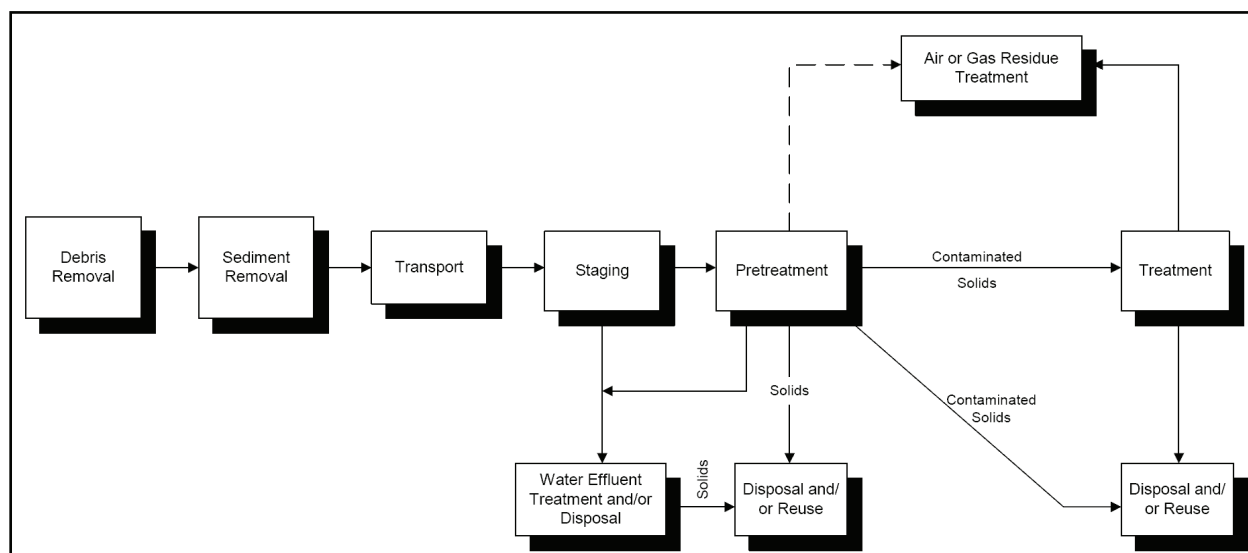 Air or Gas Residue
Treatment
Debris
Removal
Sediment
Removal
Transport
Staging
Pretreatment
Contaminated
Solids
Treatment
Solids
Contaminated
Solids
Water Effluent
Treatment and/or
Disposal
Solids
Disposal and/
or Reuse
Disposal and/
or Reuse